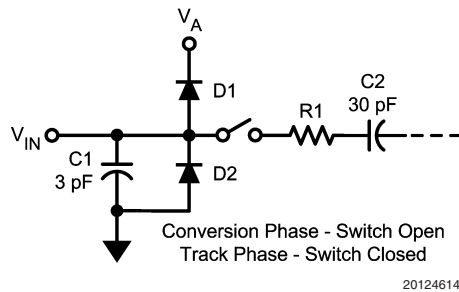 VA
D1
C2
30 pF
R1
VIN
C1
3 pF
D2
Conversion Phase - Switch Open
Track Phase - Switch Closed
20124614